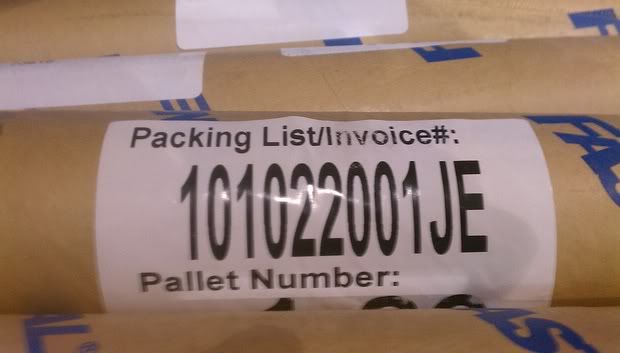 Packing List/Invoice#:
101022001JE
Pallet Number: